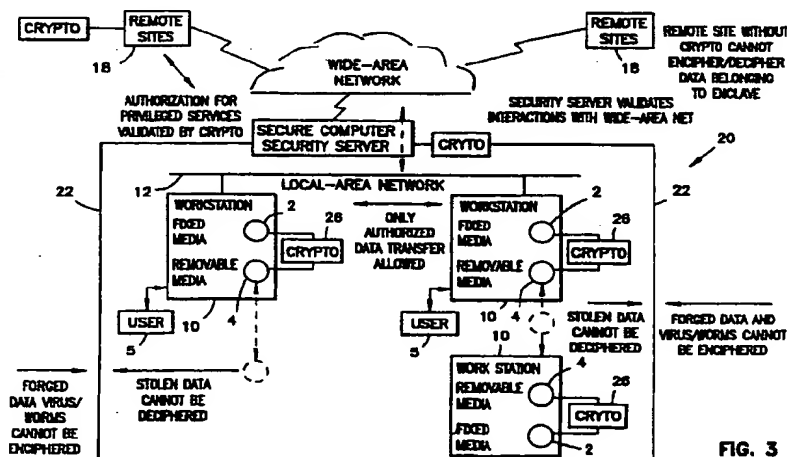 CRYPTO
REMOTE
SITES
18
WIDE-AREA
NETWORK
REMOTE
SITES
18
REMOTE SITE WITHOUT
CRYPTO CANNOT
ENCIPHER/DECIPHER
DATA BELONGING
TO ENCLAVE
AUTHORIZATION FOR
PRIVILEGED SERVICES
VALIDATED BY CRYPTO
SECURITY SERVER VALIDATES
INTERACTIONS WITH WIDE-AREA NET
SECURE COMPUTER
SECURITY SERVER
CRYTO
20
22
12
LOCAL-AREA NETWORK
22
WORKSTATION
FIXED
MEDIA
2
REMOVABLE
MEDIA
4
10
26
CRYPTO
USER
5
ONLY
AUTHORIZED
DATA TRANSFER
ALLOWED
WORKSTATION
FIXED
MEDIA
2
REMOVABLE
MEDIA
4
10
26
CRYPTO
USER
5
STOLEN DATA
CANNOT BE
DECIPHERED
FORGED DATA AND
VIRUS/WORMS CANNOT
BE ENCIPHERED
FORGED
DATA VIRUS/
WORMS
CANNOT BE
ENCIPHERED
STOLEN DATA
CANNOT BE
DECIPHERED
10
WORK STATION
REMOVABLE
MEDIA
4
FIXED
MEDIA
2
26
CRYTO
FIG. 3